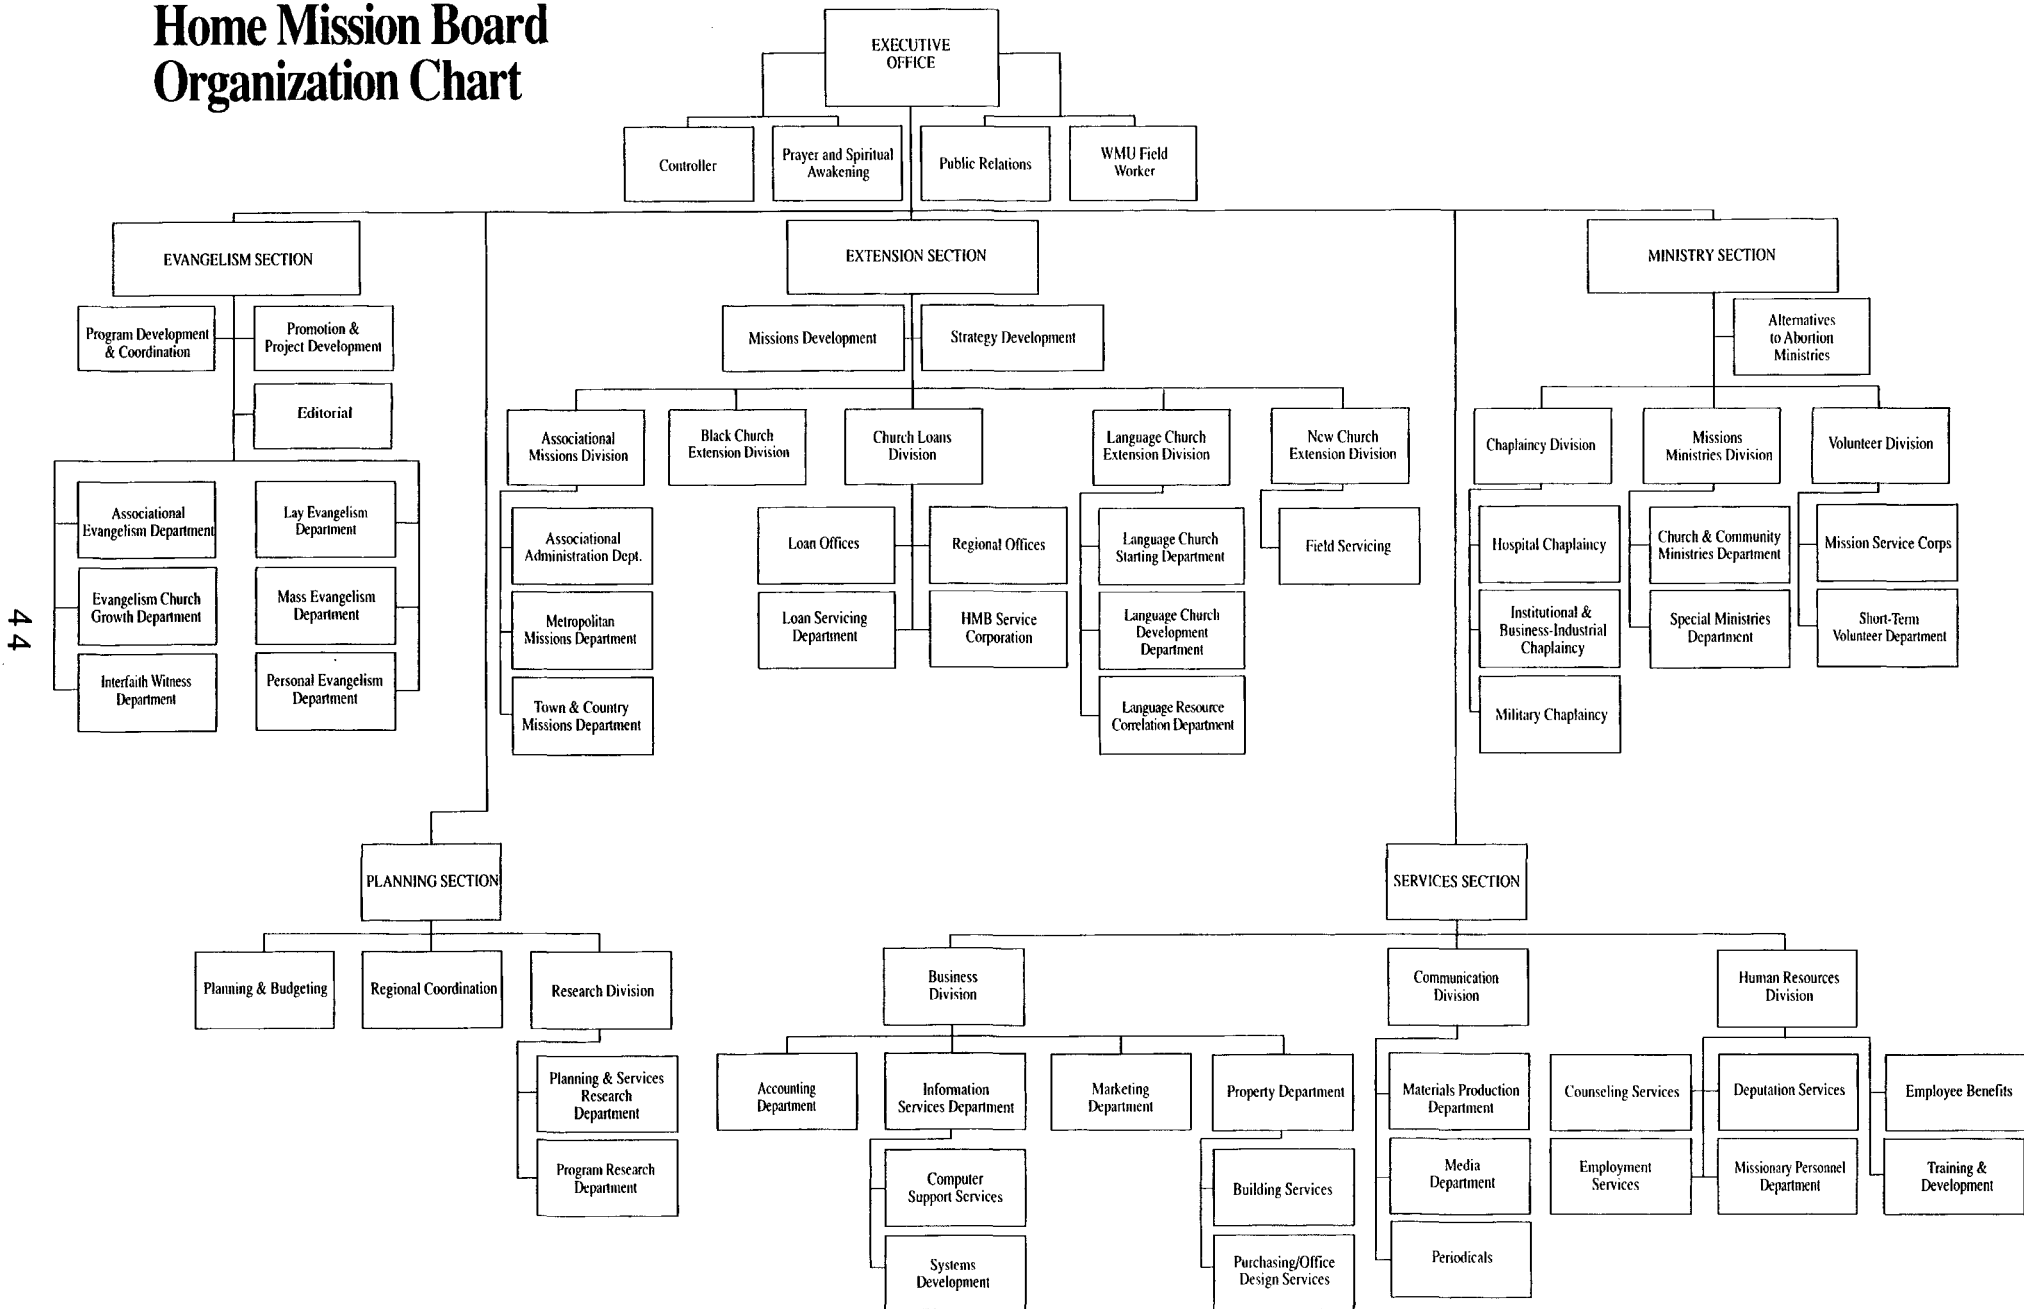 Home Mission Board
Organization Chart
EXECUTIVE
OFFICE
Controller
Prayer and Spiritual
Awakening
Public Relations
WMU Field
Worker
EVANGELISM SECTION
EXTENSION SECTION
MINISTRY SECTION
Program Development
& Coordination
Promotion &
Project Development
Editorial
Missions Development
Strategy Development
Alternatives
to Abortion
Ministries
Associational
Missions Division
Black Church
Extension Division
Church Loans
Division
Language Church
Extension Division
New Church
Extension Division
Chaplaincy Division
Missions
Ministries Division
Volunteer Division
Associational
Evangelism Department
Lay Evangelism
Department
Evangelism Church
Growth Department
Mass Evangelism
Department
Interfaith Witness
Department
Personal Evangelism
Department
Associational
Administration Dept.
Metropolitan
Missions Department
Town & Country
Missions Department
Loan Offices
Regional Offices
Loan Servicing
Department
HMB Service
Corporation
Language Church
Starting Department
Language Church
Development
Department
Language Resource
Correlation Department
Field Servicing
Hospital Chaplaincy
Institutional &
Business-Industrial
Chaplaincy
Military Chaplaincy
Church & Community
Ministries Department
Special Ministries
Department
Mission Service Corps
Short-Term
Volunteer Department
44
PLANNING SECTION
SERVICES SECTION
Planning & Budgeting
Regional Coordination
Research Division
Planning & Services
Research
Department
Program Research
Department
Business
Division
Communication
Division
Human Resources
Division
Accounting
Department
Information
Services Department
Marketing
Department
Property Department
Computer
Support Services
Systems
Development
Building Services
Purchasing/Office
Design Services
Materials Production
Department
Media
Department
Periodicals
Counseling Services
Deputation Services
Employee Benefits
Employment
Services
Missionary Personnel
Department
Training &
Development